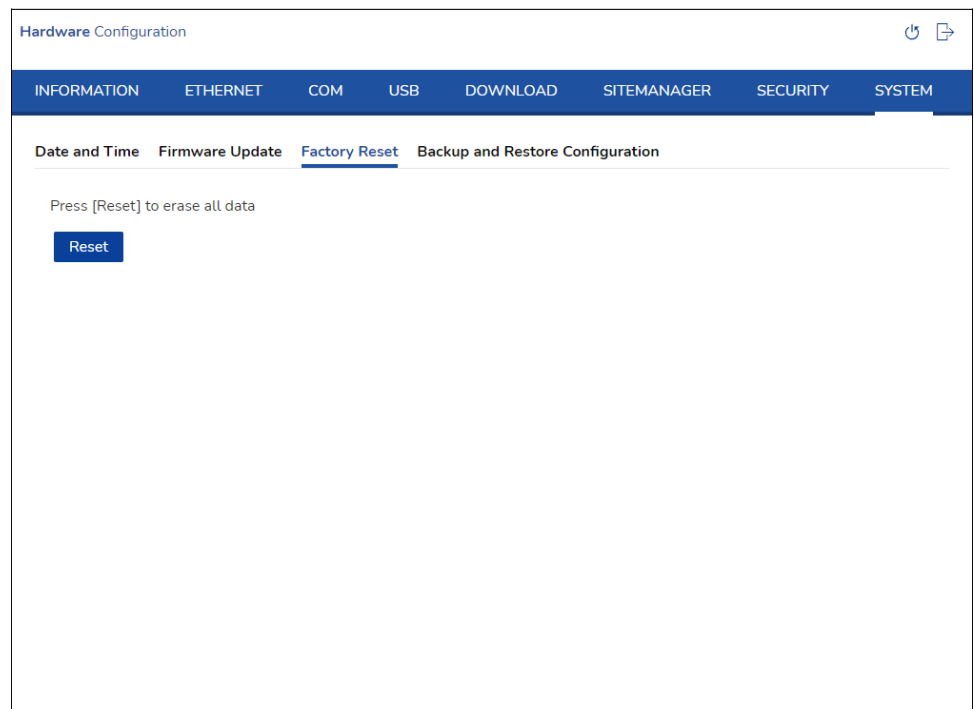 Hardware Configuration
INFORMATION ETHERNET COM USB DOWNLOAD SITEMANAGER SECURITY SYSTEM
Date and Time Firmware Update Factory Reset Backup and Restore Configuration
Press [Reset] to erase all data
Reset